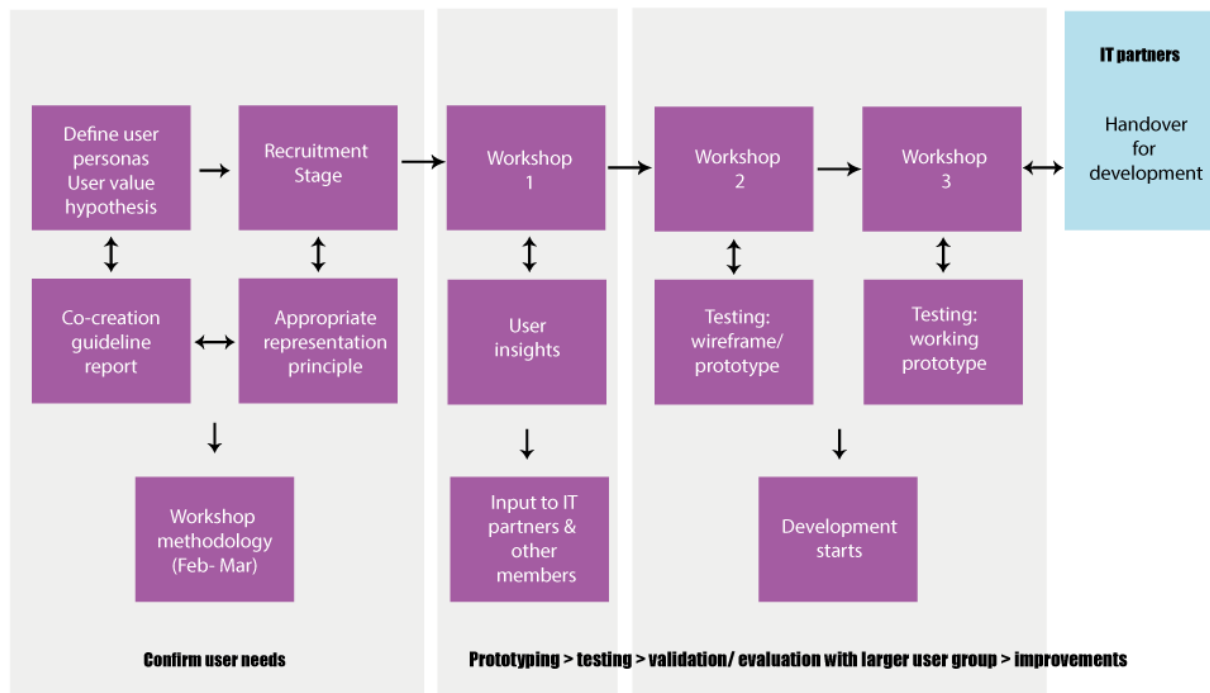 IT partners
Handover
for
development
Define user
personas
User value
hypothesis
Recruitment
Stage
Workshop
1
Workshop
2
Workshop
3
Co-creation
guideline
report
Appropriate
representation
principle
User
insights
Testing:
wireframe/
prototype
Testing:
working
prototype
Workshop
methodology
(Feb- Mar)
Input to IT
partners &
other
members
Development
starts
Confirm user needs
Prototyping > testing > validation/ evaluation with larger user group > improvements